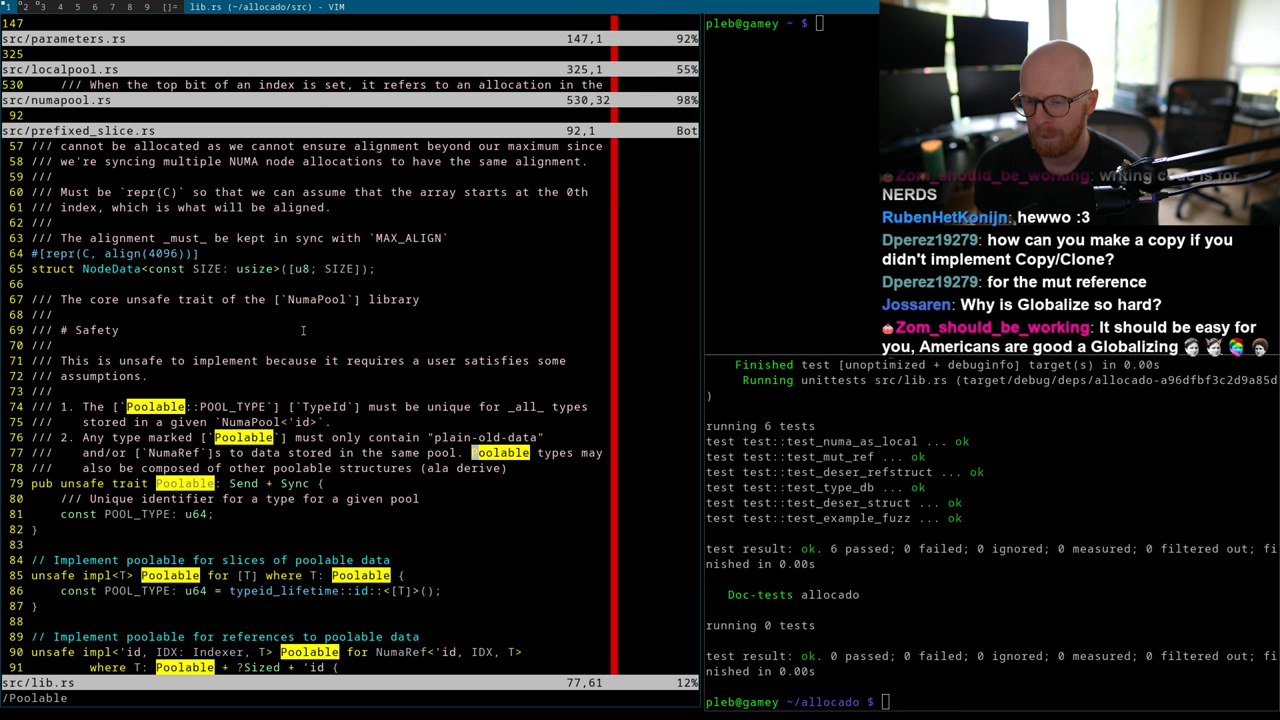 1 2 3 4 5 6 7 8 9 []= lib.rs (~/allocado/src) - VIM
147
src/parameters.rs 147,1 92%
325
src/localpool.rs 325,1 55%
530 /// When the top bit of an index is set, it refers to an allocation in the
src/numapool.rs 530,32 98%
92
src/prefixed_slice.rs 92,1 Bot
57 /// cannot be allocated as we cannot ensure alignment beyond our maximum since
58 /// we're syncing multiple NUMA node allocations to have the same alignment.
59 ///
60 /// Must be `repr(C)` so that we can assume that the array starts at the 0th
61 /// index, which is what will be aligned.
62 ///
63 /// The alignment _must_ be kept in sync with `MAX_ALIGN`
64 #[repr(C, align(4096))]
65 struct NodeData<const SIZE: usize>([u8; SIZE]);
66
67 /// The core unsafe trait of the [`NumaPool`] library
68 ///
69 /// # Safety
70 ///
71 /// This is unsafe to implement because it requires a user satisfies some
72 /// assumptions.
73 ///
74 /// 1. The [`Poolable::POOL_TYPE`] [`TypeId`] must be unique for _all_ types
75 /// stored in a given `NumaPool<'id>`.
76 /// 2. Any type marked [`Poolable`] must only contain "plain-old-data"
77 /// and/or [`NumaRef`]s to data stored in the same pool. Poolable types may
78 /// also be composed of other poolable structures (ala derive)
79 pub unsafe trait Poolable: Send + Sync {
80 /// Unique identifier for a type for a given pool
81 const POOL_TYPE: u64;
82 }
83
84 // Implement poolable for slices of poolable data
85 unsafe impl<T> Poolable for [T] where T: Poolable {
86 const POOL_TYPE: u64 = typeid_lifetime::id::<[T]>();
87 }
88
89 // Implement poolable for references to poolable data
90 unsafe impl<'id, IDX: Indexer, T> Poolable for NumaRef<'id, IDX, T>
91 where T: Poolable + ?Sized + 'id {
src/lib.rs 77,61 12%
/Poolable
pleb@gamey ~ $
Zom_should_be_working: writing code is for
NERDS
RubenHetKonijn: hewwo :3
Dperez19279: how can you make a copy if you
didn't implement Copy/Clone?
Dperez19279: for the mut reference
Jossaren: Why is Globalize so hard?
Zom_should_be_working: It should be easy for
you, Americans are good a Globalizing
Finished test [unoptimized + debuginfo] target(s) in 0.00s
Running unittests src/lib.rs (target/debug/deps/allocado-a96dfbf3c2d9a85d
)
running 6 tests
test test::test_numa_as_local ... ok
test test::test_mut_ref ... ok
test test::test_deser_refstruct ... ok
test test::test_type_db ... ok
test test::test_deser_struct ... ok
test test::test_example_fuzz ... ok
test result: ok. 6 passed; 0 failed; 0 ignored; 0 measured; 0 filtered out; fi
nished in 0.00s
Doc-tests allocado
running 0 tests
test result: ok. 0 passed; 0 failed; 0 ignored; 0 measured; 0 filtered out; fi
nished in 0.00s
pleb@gamey ~/allocado $